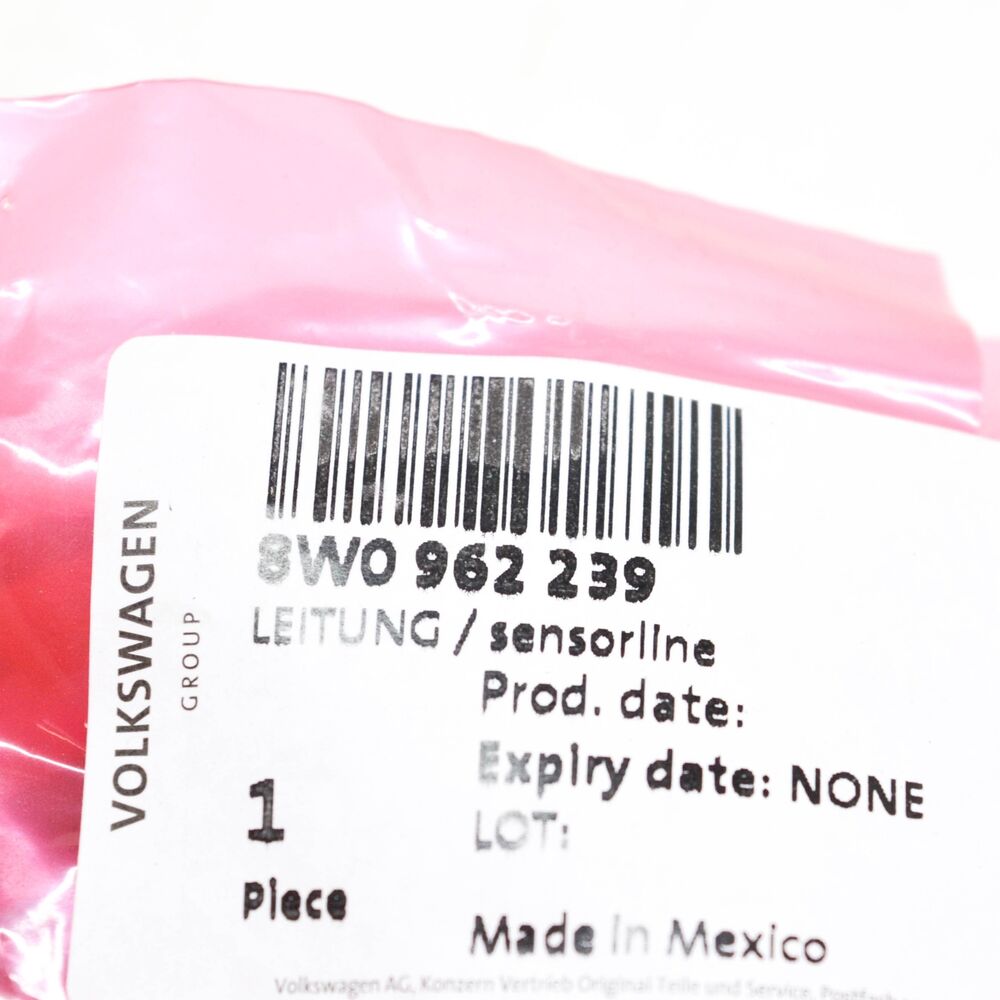 8W0 962 239
LEITUNG / sensorline
Prod. date:
Expiry date: NONE
LOT:
1
Piece
Made in Mexico
VOLKSWAGEN
GROUP
Volkswagen AG, Konzern Vertrieb Original Teile und Service,